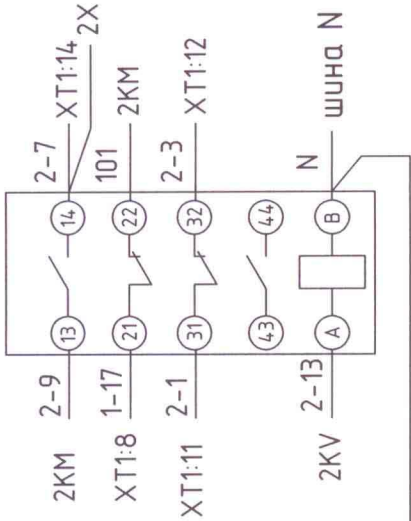 2X
2-9 13 14 2-7 XT1:14
2KM
1-17 21 22 101 2KM
XT1:8
2-1 31 32 2-3 XT1:12
XT1:11
43 44
2-13 A B N шина N
2KV